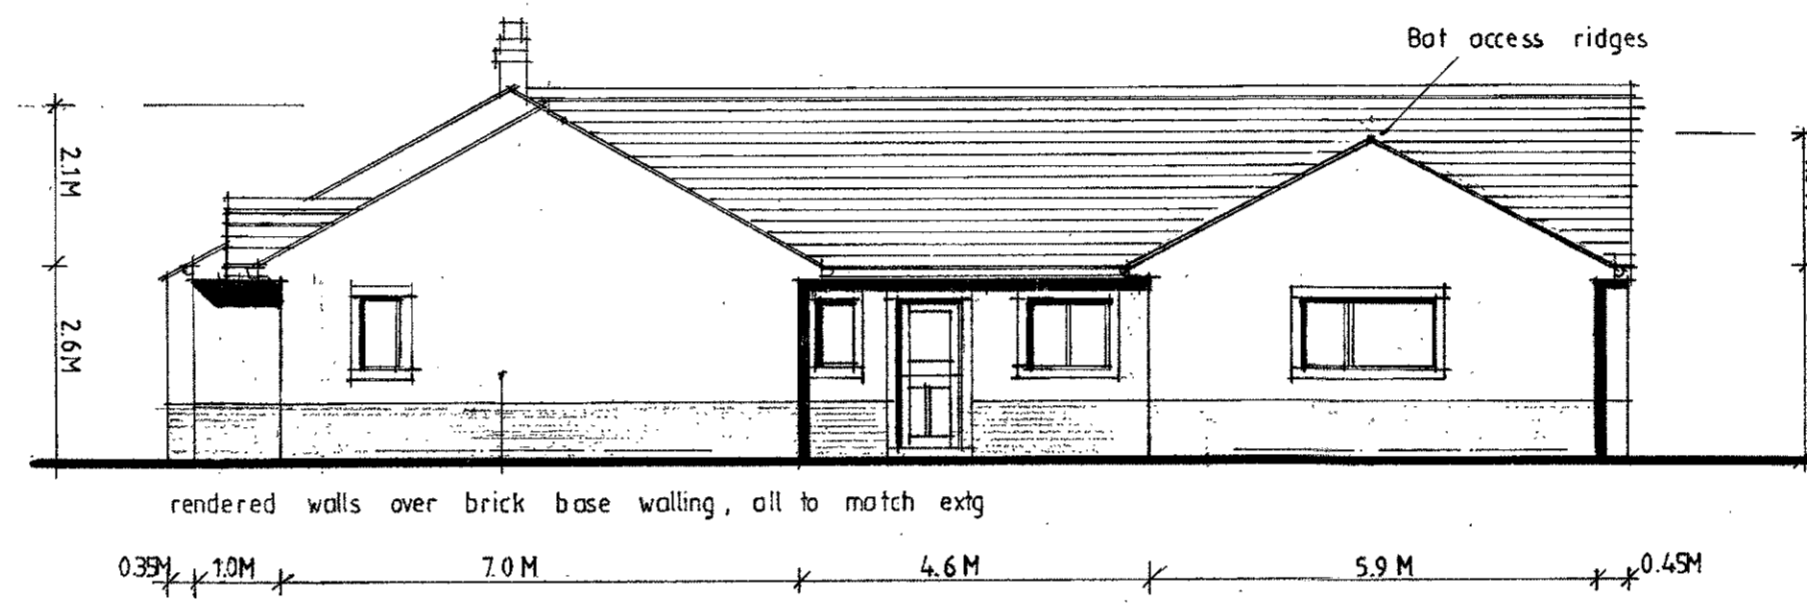 Bat access ridges
2.1M
2.6M
rendered walls over brick base walling, all to match extg
0.35M 1.0M 7.0M 4.6M 5.9M 0.45M